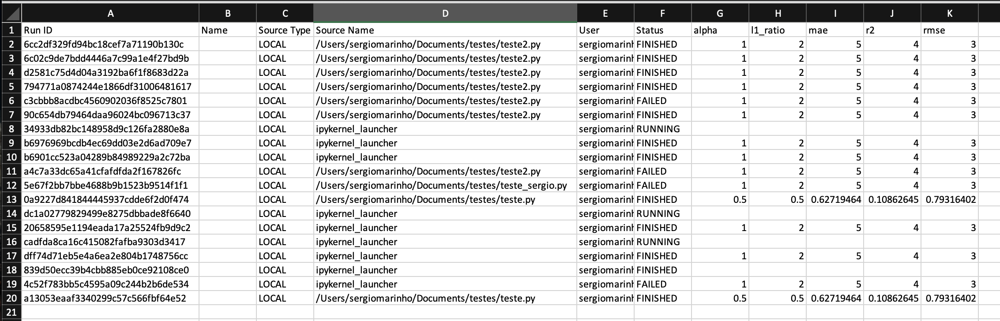 A B C D E F G H I J K
1 Run ID Name Source Type Source Name User Status alpha l1_ratio mae r2 rmse
2 6cc2df329fd94bc18cef7a71190b130c LOCAL /Users/sergiomarinho/Documents/testes/teste2.py sergiomarinh FINISHED 1 2 5 4 3
3 6c02c9de7bdd4446a7c99a1e4f27bd9b LOCAL /Users/sergiomarinho/Documents/testes/teste2.py sergiomarinh FINISHED 1 2 5 4 3
4 d2581c75d4d04a3192ba6f1f8683d22a LOCAL /Users/sergiomarinho/Documents/testes/teste2.py sergiomarinh FINISHED 1 2 5 4 3
5 794771a0874244e1866df31006481617 LOCAL /Users/sergiomarinho/Documents/testes/teste2.py sergiomarinh FINISHED 1 2 5 4 3
6 c3cbbb8acdbc4560902036f8525c7801 LOCAL /Users/sergiomarinho/Documents/testes/teste2.py sergiomarinh FAILED 1 2 5 4 3
7 90c654db79464daa96024bc096713c37 LOCAL /Users/sergiomarinho/Documents/testes/teste2.py sergiomarinh FINISHED 1 2 5 4 3
8 34933db82bc148958d9c126fa2880e8a LOCAL ipykernel_launcher sergiomarinh RUNNING
9 b6976969bcdb4ec69dd03e2d6ad709e7 LOCAL ipykernel_launcher sergiomarinh FINISHED 1 2 5 4 3
10 b6901cc523a04289b84989229a2c72ba LOCAL ipykernel_launcher sergiomarinh FINISHED 1 2 5 4 3
11 a4c7a33dc65a41cfafdfda2f167826fc LOCAL /Users/sergiomarinho/Documents/testes/teste2.py sergiomarinh FAILED 1 2 5 4 3
12 5e67f2bb7bbe4688b9b1523b9514f1f1 LOCAL /Users/sergiomarinho/Documents/testes/teste_sergio.py sergiomarinh FAILED 1 2 5 4 3
13 0a9227d841844445937cdde6f2d0f474 LOCAL /Users/sergiomarinho/Documents/testes/teste.py sergiomarinh FINISHED 0.5 0.5 0.62719464 0.10862645 0.79316402
14 dc1a02779829499e8275dbbade8f6640 LOCAL ipykernel_launcher sergiomarinh RUNNING
15 20658595e1194eada17a25524fb9d9c2 LOCAL ipykernel_launcher sergiomarinh FINISHED 1 2 5 4 3
16 cadfda8ca16c415082fafba9303d3417 LOCAL ipykernel_launcher sergiomarinh RUNNING
17 dff74d71eb5e4a6ea2e804b1748756cc LOCAL ipykernel_launcher sergiomarinh FINISHED 1 2 5 4 3
18 839d50ecc39b4cbb885eb0ce92108ce0 LOCAL ipykernel_launcher sergiomarinh FINISHED
19 4c52f783bb5c4595a09c244b2b6de534 LOCAL ipykernel_launcher sergiomarinh FAILED 1 2 5 4 3
20 a13053eaaf3340299c57c566fbf64e52 LOCAL /Users/sergiomarinho/Documents/testes/teste.py sergiomarinh FINISHED 0.5 0.5 0.62719464 0.10862645 0.79316402
21